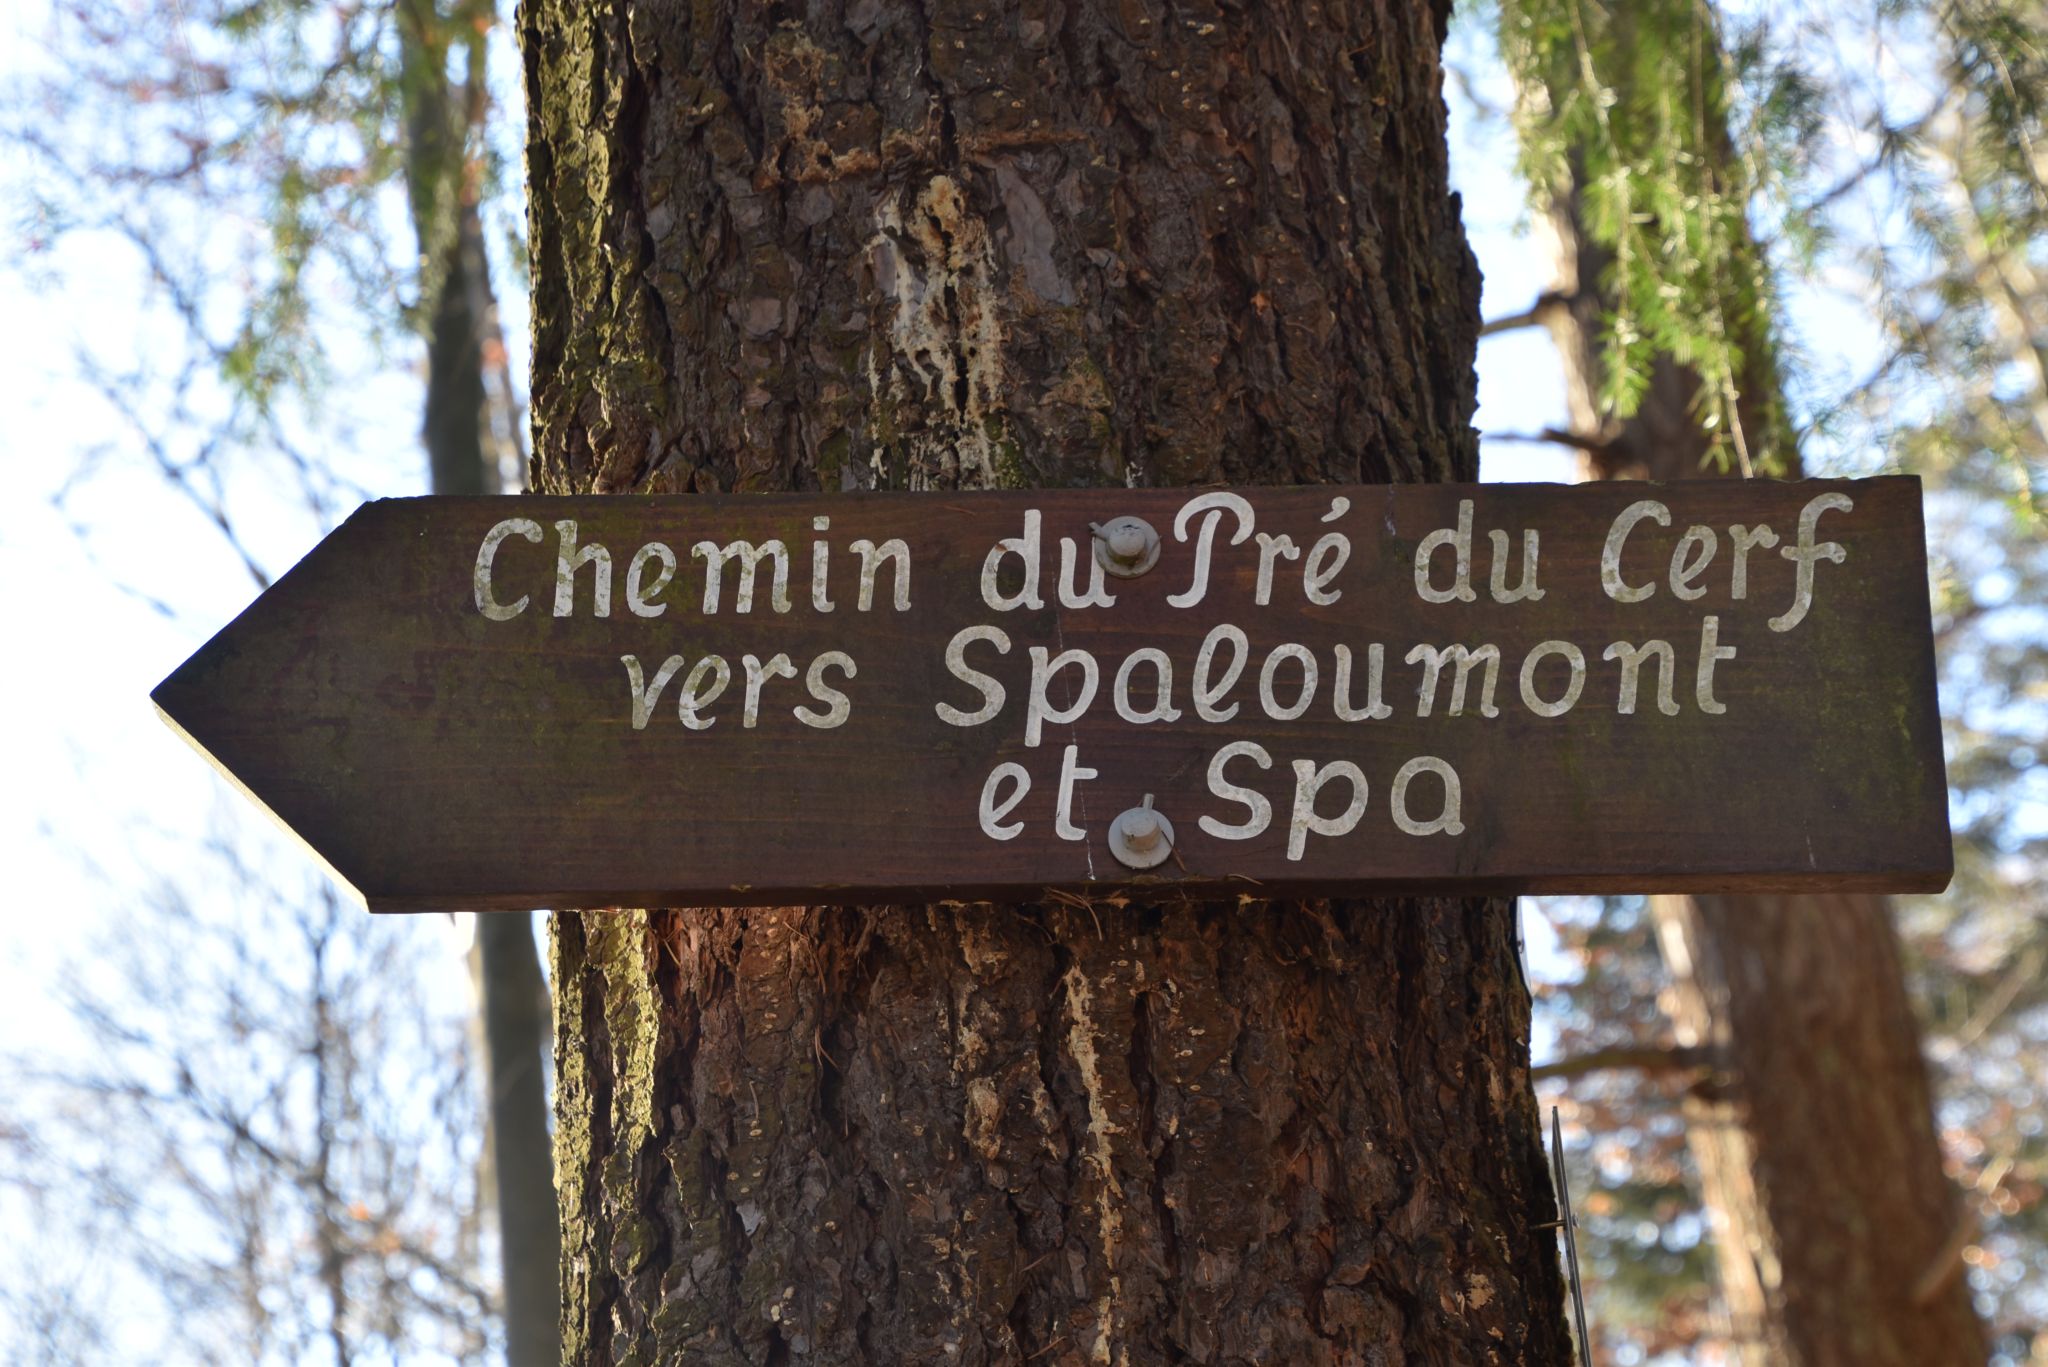 Chemin du Pré du Cerf
vers Spaloumont
et Spa